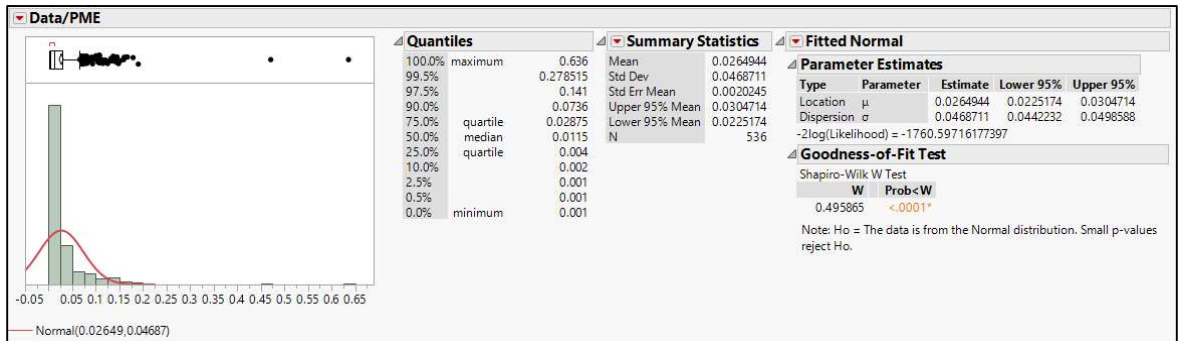 Data/PME
-0.05 0.05 0.1 0.15 0.2 0.25 0.3 0.35 0.4 0.45 0.5 0.55 0.6 0.65
Normal(0.02649,0.04687)
Quantiles
100.0% maximum 0.636
99.5% 0.278515
97.5% 0.141
90.0% 0.0736
75.0% quartile 0.02875
50.0% median 0.0115
25.0% quartile 0.004
10.0% 0.002
2.5% 0.001
0.5% 0.001
0.0% minimum 0.001
Summary Statistics
Mean 0.0264944
Std Dev 0.0468711
Std Err Mean 0.0020245
Upper 95% Mean 0.0304714
Lower 95% Mean 0.0225174
N 536
Fitted Normal
Parameter Estimates
Type Parameter Estimate Lower 95% Upper 95%
Location μ 0.0264944 0.0225174 0.0304714
Dispersion σ 0.0468711 0.0442232 0.0498588
-2log(Likelihood) = -1760.59716177397
Goodness-of-Fit Test
Shapiro-Wilk W Test
W Prob<W
0.495865 <.0001*
Note: Ho = The data is from the Normal distribution. Small p-values
reject Ho.